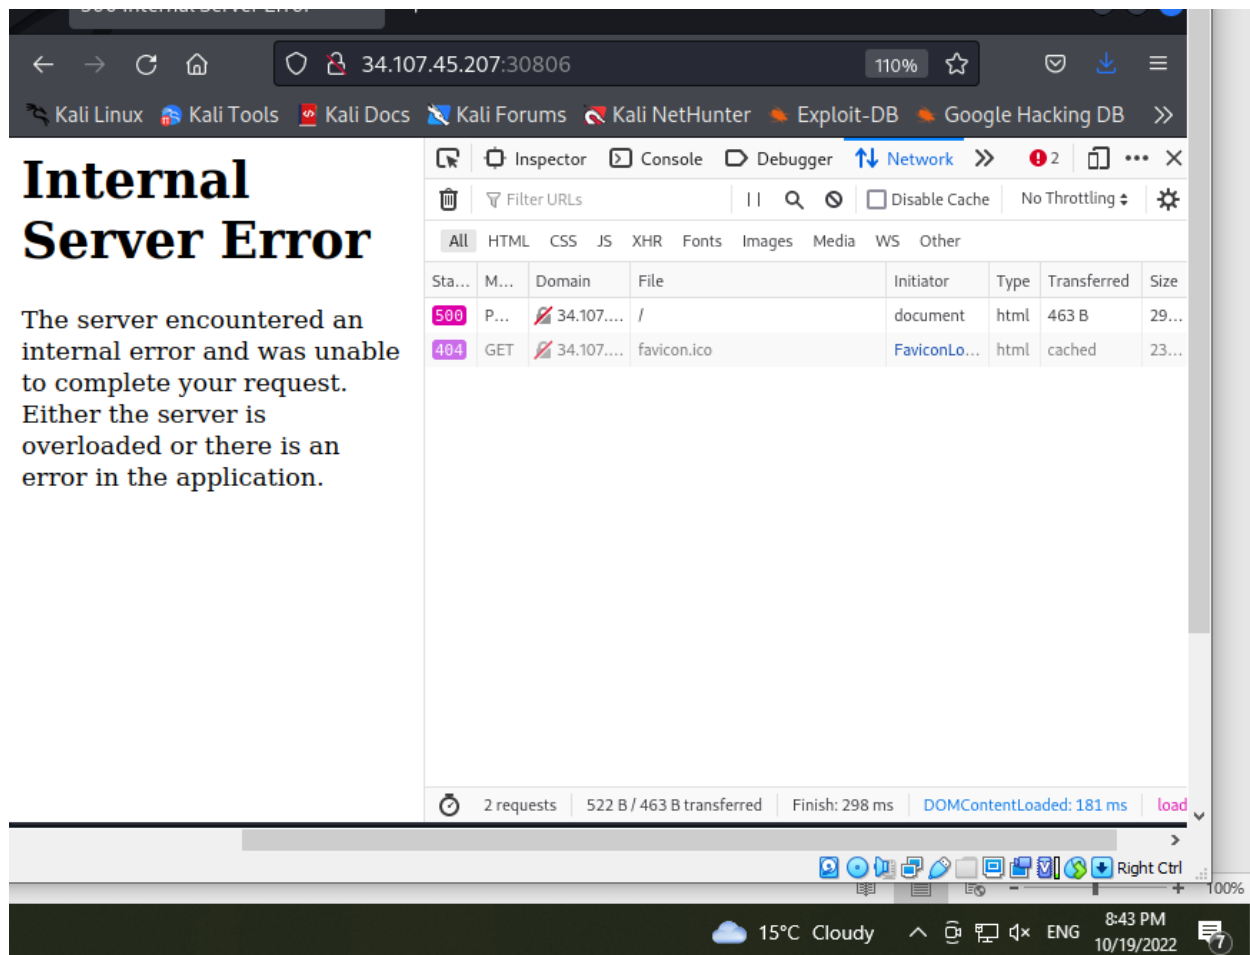 500 Internal Server Error
34.107.45.207:30806
110%
Kali Linux Kali Tools Kali Docs Kali Forums Kali NetHunter Exploit-DB Google Hacking DB
Internal
Server Error
The server encountered an
internal error and was unable
to complete your request.
Either the server is
overloaded or there is an
error in the application.
Inspector Console Debugger Network 2
Filter URLs Disable Cache No Throttling
All HTML CSS JS XHR Fonts Images Media WS Other
Sta... M... Domain File Initiator Type Transferred Size
500 P... 34.107.... / document html 463 B 29...
404 GET 34.107.... favicon.ico FaviconLo... html cached 23...
2 requests 522 B / 463 B transferred Finish: 298 ms DOMContentLoaded: 181 ms load
Right Ctrl
100%
15°C Cloudy ENG 8:43 PM
10/19/2022 7